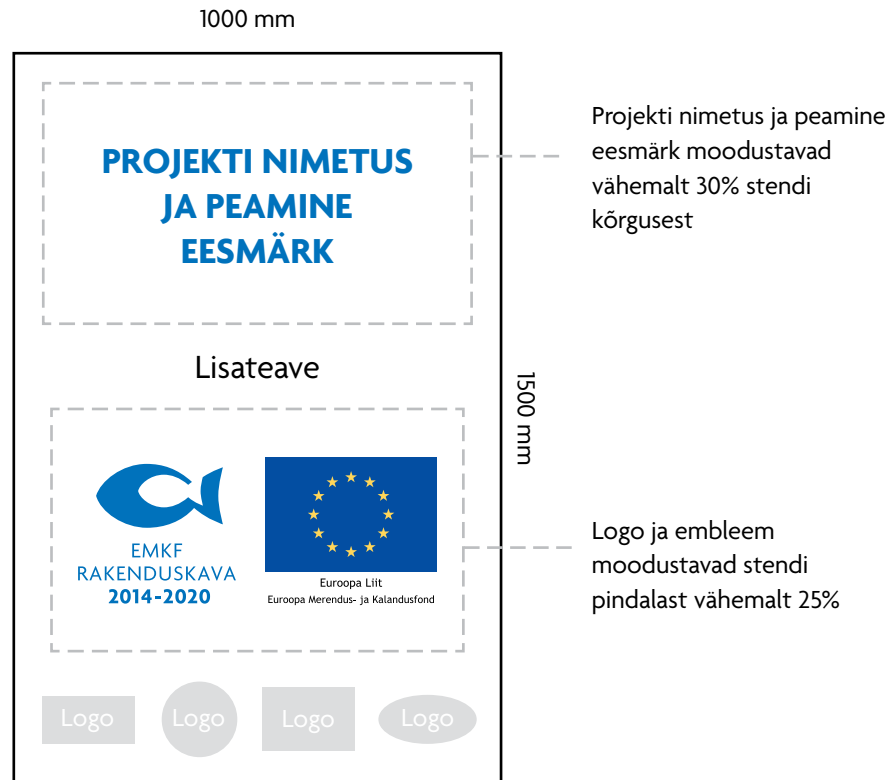 1000 mm
PROJEKTI NIMETUS
JA PEAMINE
EESMÄRK
Projekti nimetus ja peamine
eesmärk moodustavad
vähemalt 30% stendi
kõrgusest
Lisateave
1500 mm
EMKF
RAKENDUSKAVA
2014-2020
Euroopa Liit
Euroopa Merendus- ja Kalandusfond
Logo ja embleem
moodustavad stendi
pindalast vähemalt 25%
Logo
Logo
Logo
Logo